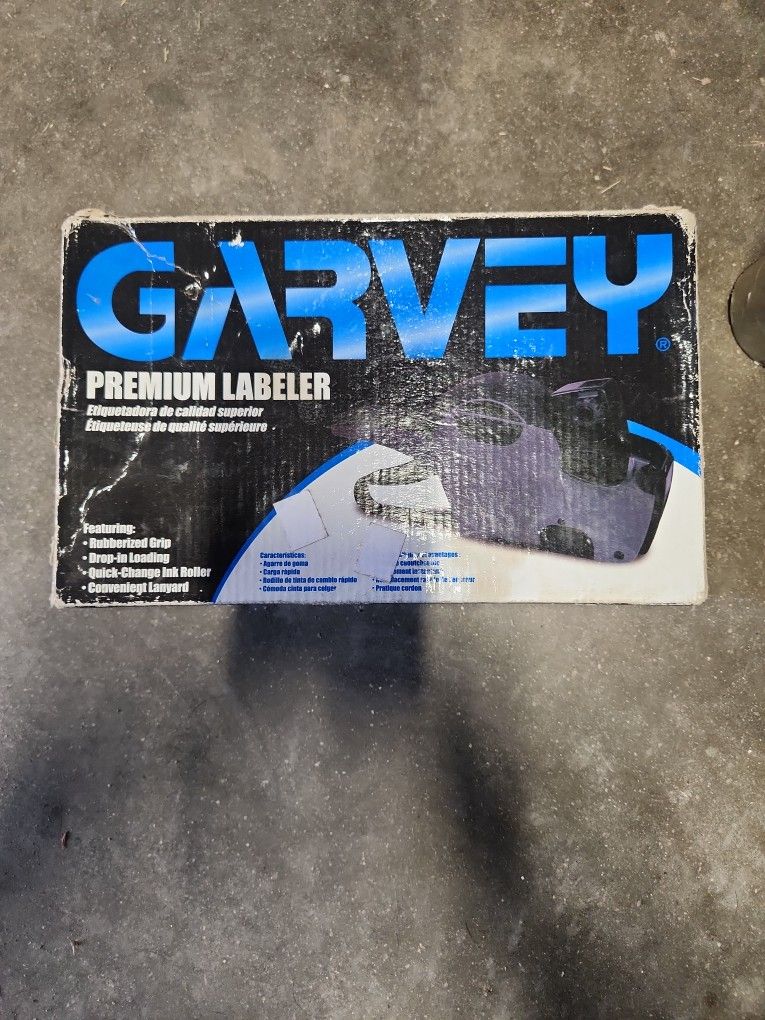 GARVEY®
PREMIUM LABELER
Etiquetadora de calidad superior
Étiqueteuse de qualité supérieure
Featuring:
• Rubberized Grip
• Drop-in Loading
• Quick-Change Ink Roller
• Convenient Lanyard
Características:
• Agarre de goma
• Carga rápida
• Rodillo de tinta de cambio rápido
• Cómoda cinta para colgar
avantages :
caoutchouté
• Pratique cordon